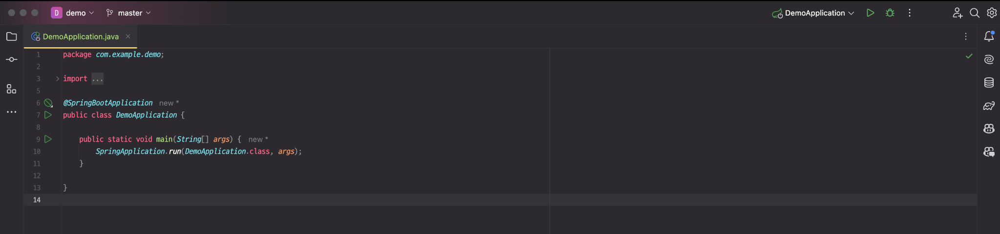 D demo master DemoApplication
DemoApplication.java
1 package com.example.demo;
2
3 import ...
5
6 @SpringBootApplication new *
7 public class DemoApplication {
8
9 public static void main(String[] args) { new *
10 SpringApplication.run(DemoApplication.class, args);
11 }
12
13 }
14